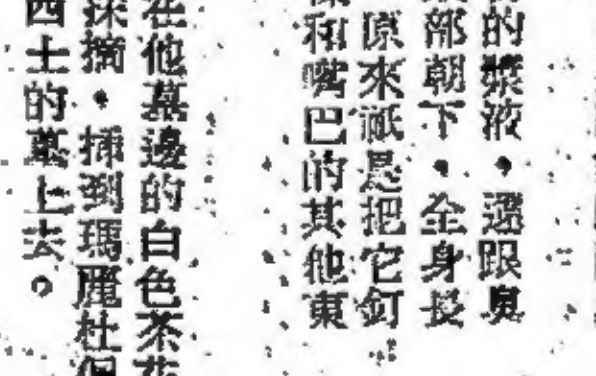 的漿液，還跟臭
部朝下，全身長
原來祇是把它釘
和嘴巴的其他東
在他墓邊的白色茶花
採摘，插到瑪麗杜
西士的墓上去。